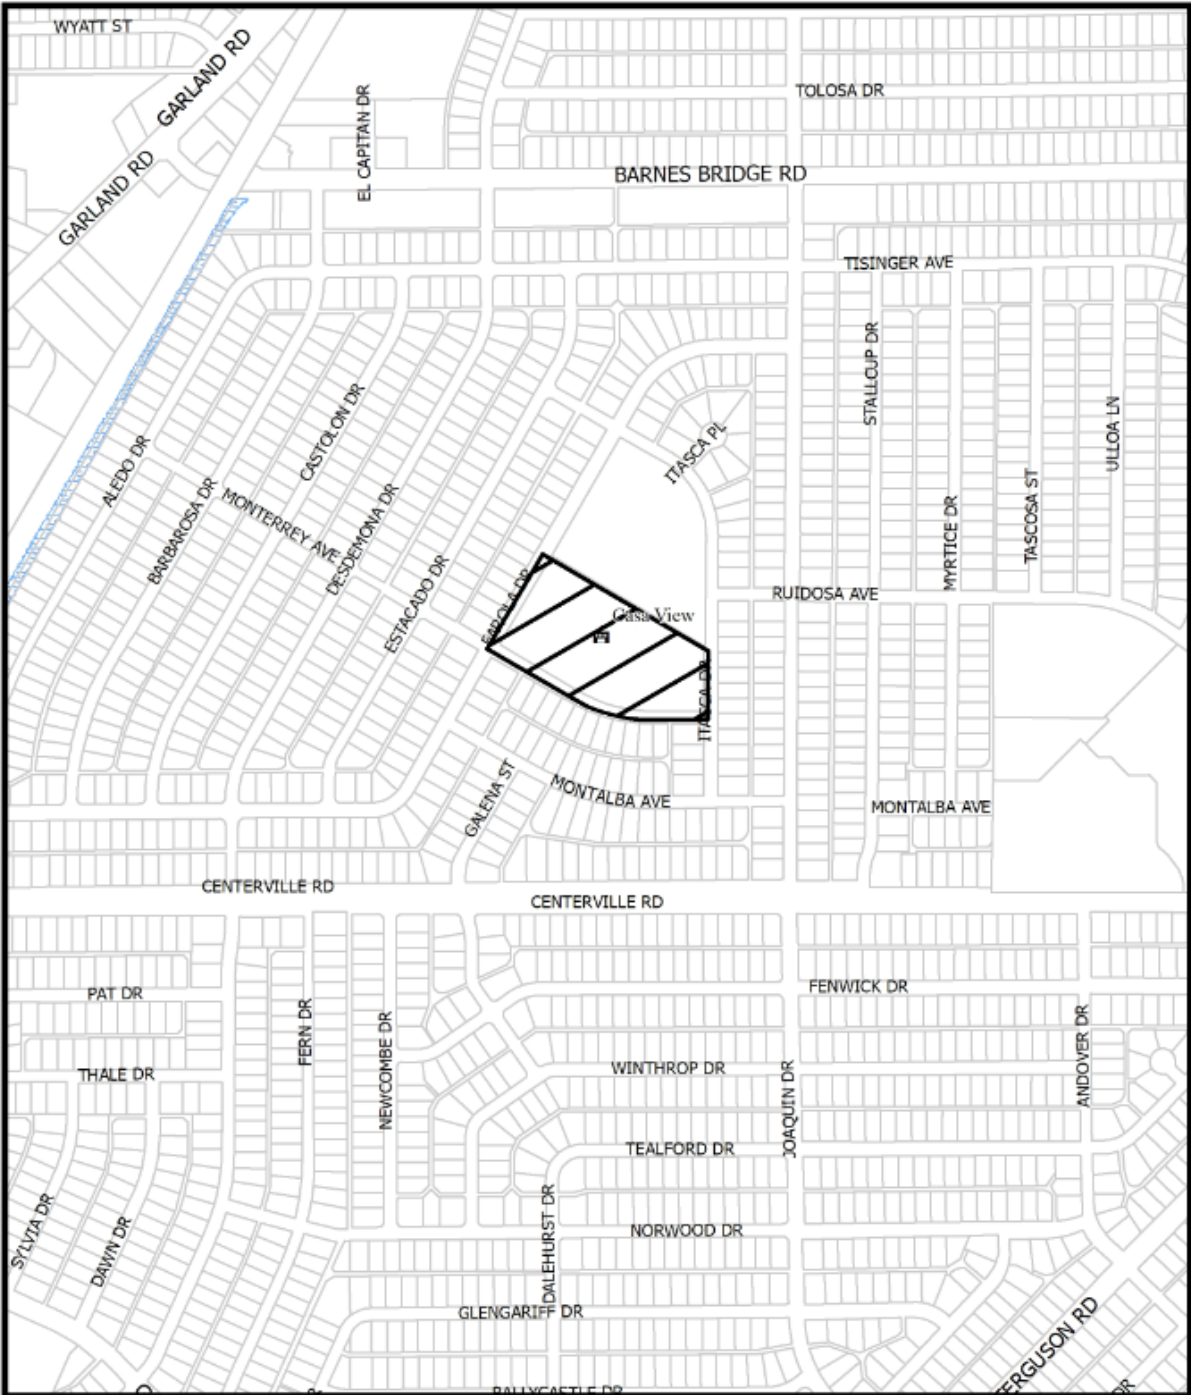 WYATT ST
GARLAND RD
GARLAND RD
EL CAPITAN DR
TOLOSA DR
BARNES BRIDGE RD
TISINGER AVE
STALLCUP DR
ULLOA LN
CASTOLON DR
ALEDO DR
ITASCA PL
BARBAROSA DR
MONTERREY AVE
DESDEMONA DR
MYRTICE DR
TASCOSA ST
ESTACADO DR
FAROLA DR
RUIDOSA AVE
Casa View
ITASCA DR
GALENA ST
MONTALBA AVE
MONTALBA AVE
CENTERVILLE RD
CENTERVILLE RD
PAT DR
FERN DR
NEWCOMBE DR
FENWICK DR
ANDOVER DR
THALE DR
WINTHROP DR
JOAQUIN DR
TEALFORD DR
SYLVIA DR
DAWN DR
DALEHURST DR
NORWOOD DR
GLENGARIFF DR
FERGUSON RD
BALLYCASTLE DR